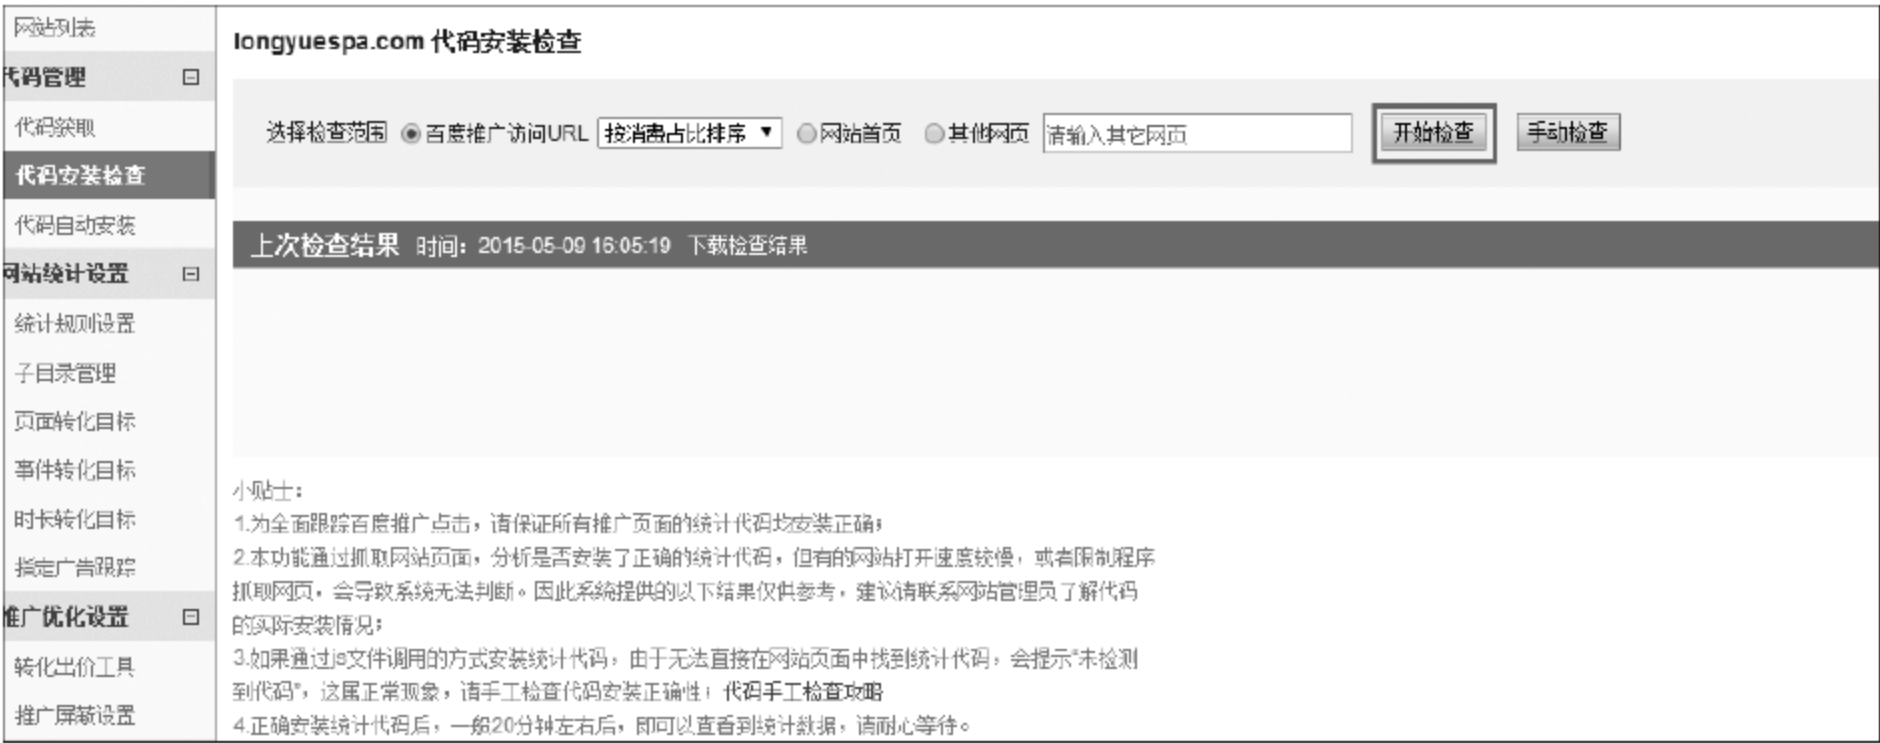 网站列表
代码管理
代码获取
代码安装检查
代码自动安装
网站统计设置
统计规则设置
子目录管理
页面转化目标
事件转化目标
时长转化目标
指定广告跟踪
推广优化设置
转化出价工具
推广屏蔽设置
longyuespa.com 代码安装检查
选择检查范围 百度推广访问URL 按消费占比排序 网站首页 其他网页 请输入其它网页 开始检查 手动检查
上次检查结果 时间：2015-05-09 16:05:19 下载检查结果
小贴士：
1.为全面跟踪百度推广点击，请保证所有推广页面的统计代码均安装正确；
2.本功能通过抓取网站页面，分析是否安装了正确的统计代码，但有的网站打开速度较慢，或者限制程序
抓取网页，会导致系统无法判断。因此系统提供的以下结果仅供参考，建议请联系网站管理员了解代码
的实际安装情况；
3.如果通过js文件调用的方式安装统计代码，由于无法直接在网站页面中找到统计代码，会提示“未检测
到代码”，这属正常现象，请手工检查代码安装正确性；代码手工检查攻略
4.正确安装统计代码后，一般20分钟左右后，即可以查看到统计数据，请耐心等待。